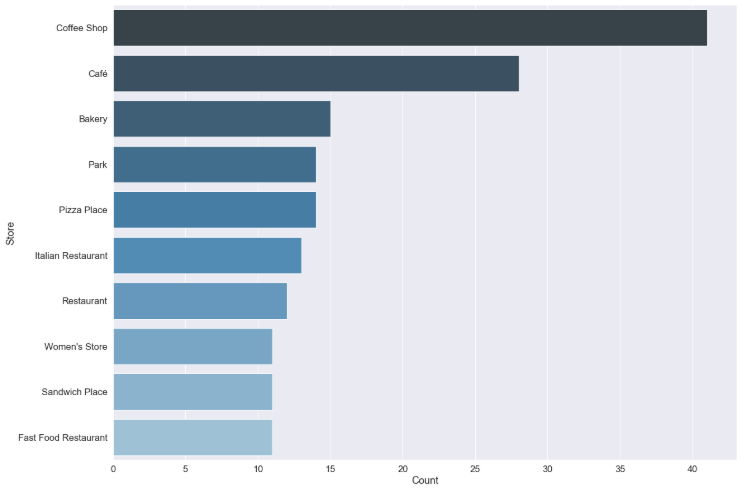 Coffee Shop
Café
Bakery
Park
Pizza Place
Italian Restaurant
Restaurant
Women's Store
Sandwich Place
Fast Food Restaurant
Store
0 5 10 15 20 25 30 35 40
Count